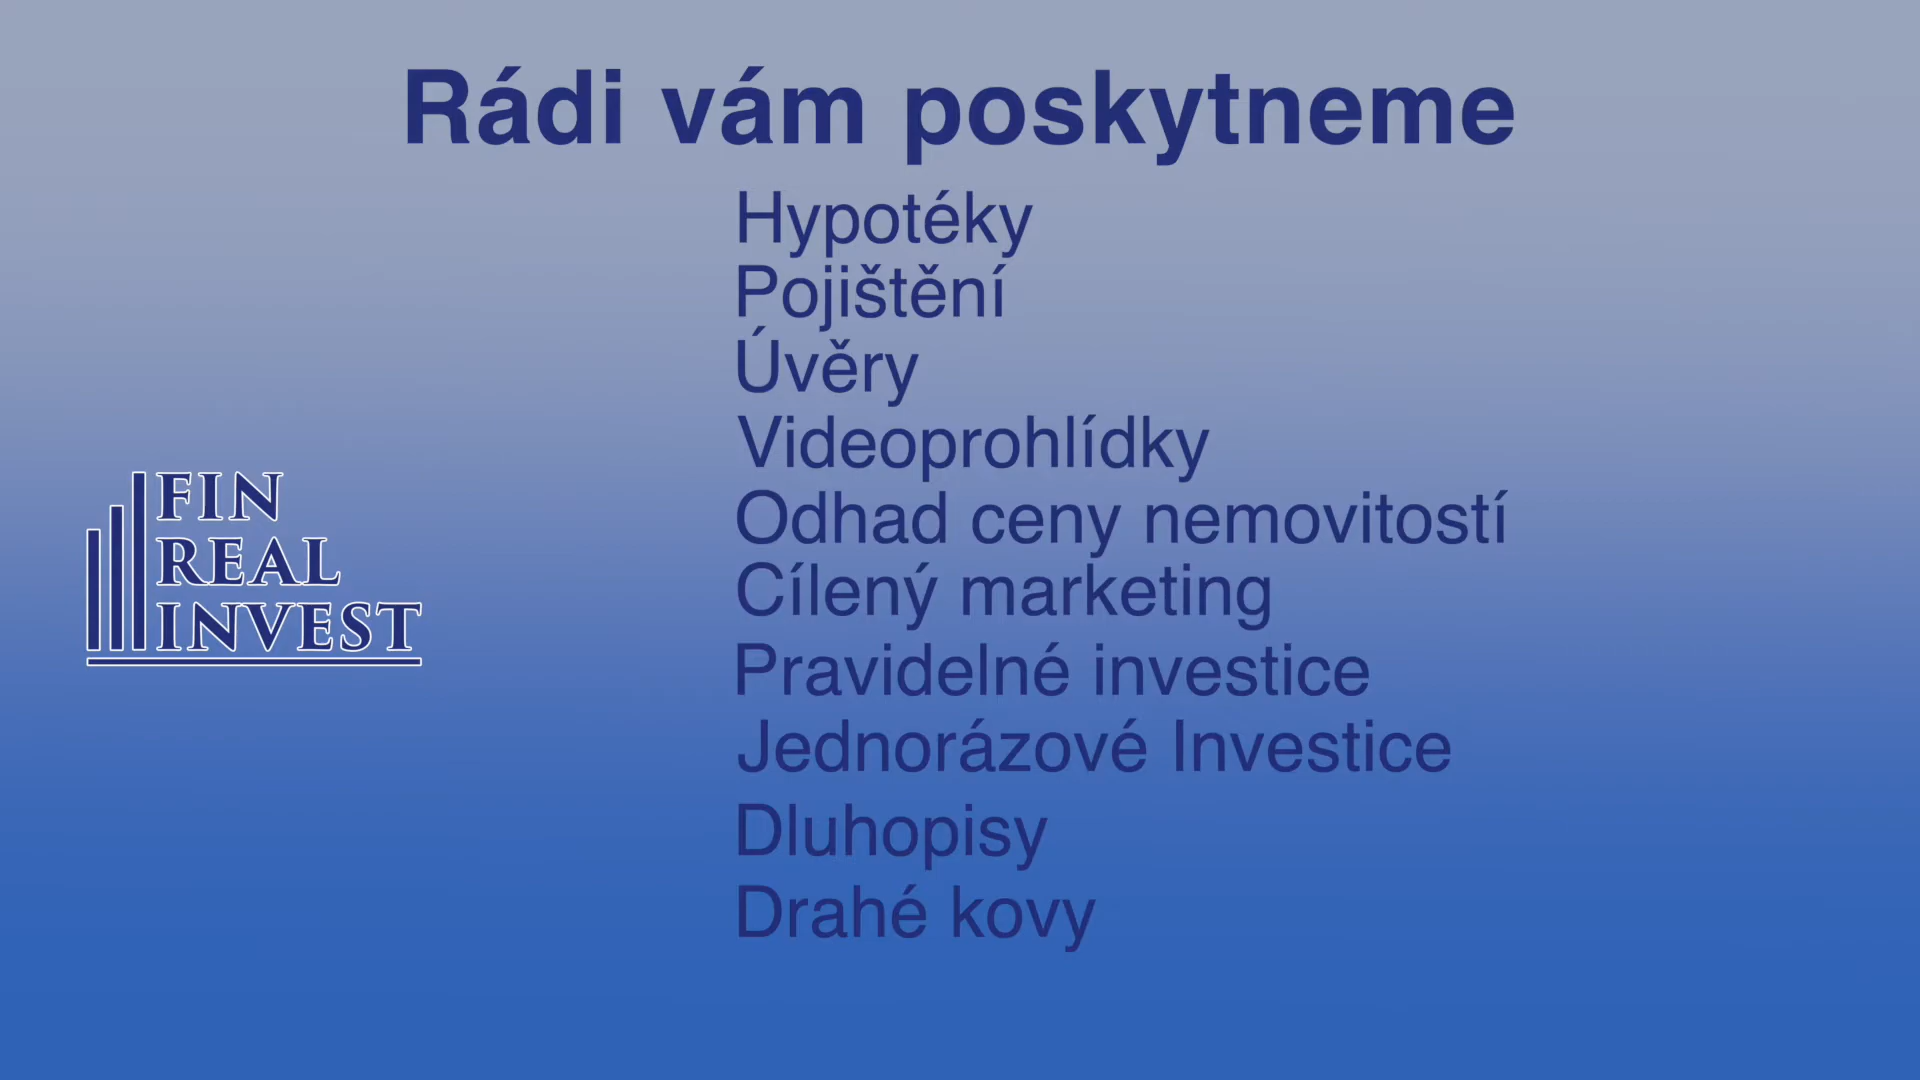 Rádi vám poskytneme
Hypotéky
Pojištění
Úvěry
Videoprohlídky
Odhad ceny nemovitostí
Cílený marketing
Pravidelné investice
Jednorázové Investice
Dluhopisy
Drahé kovy
FIN
REAL
INVEST